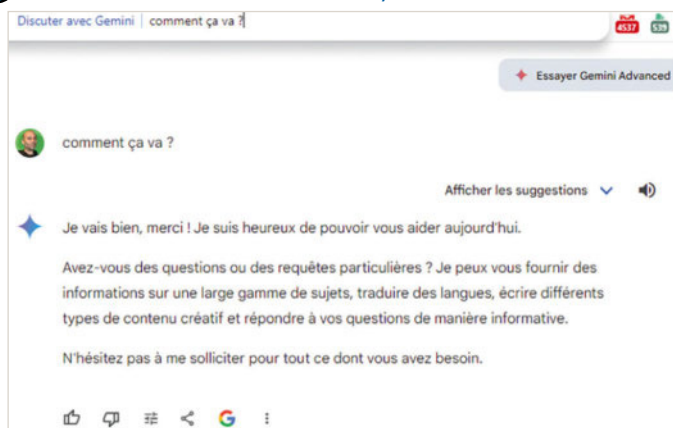 Discuter avec Gemini | comment ça va ?
4537 539
Essayer Gemini Advanced
comment ça va ?
Afficher les suggestions
Je vais bien, merci ! Je suis heureux de pouvoir vous aider aujourd'hui.
Avez-vous des questions ou des requêtes particulières ? Je peux vous fournir des
informations sur une large gamme de sujets, traduire des langues, écrire différents
types de contenu créatif et répondre à vos questions de manière informative.
N'hésitez pas à me solliciter pour tout ce dont vous avez besoin.